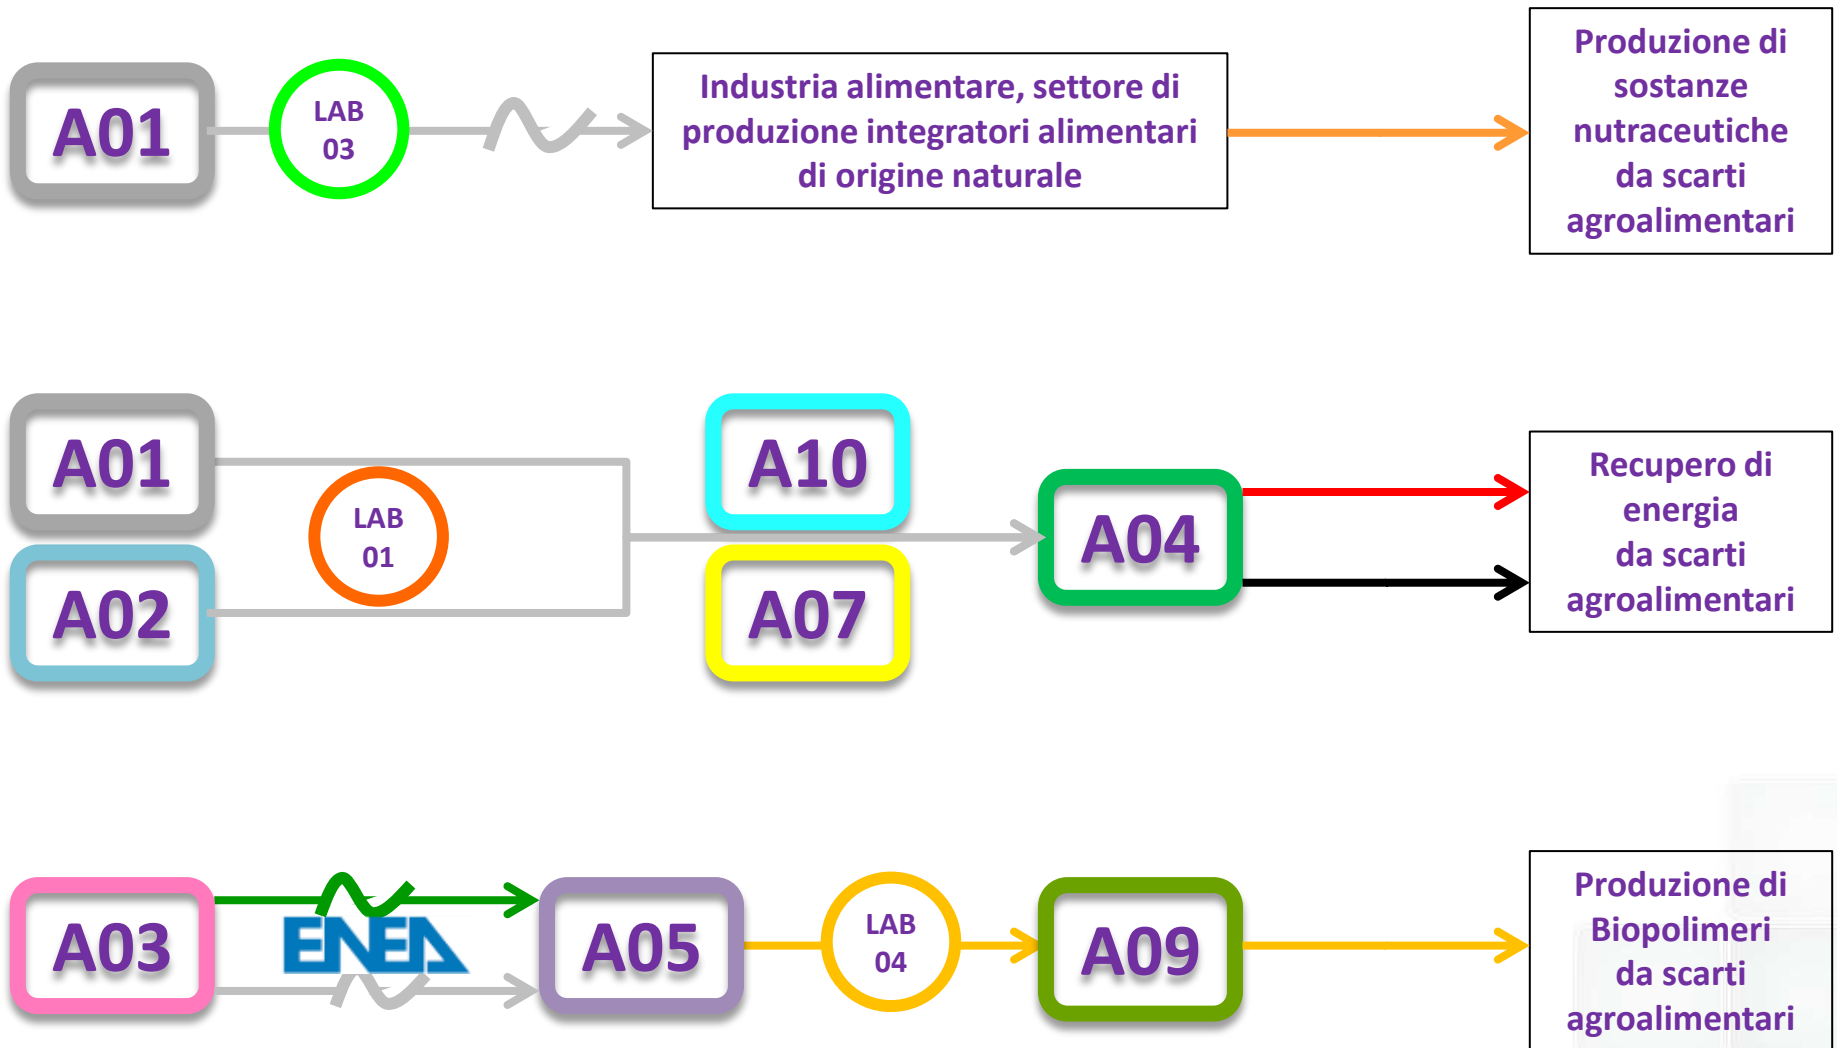 A01
LAB
03
Industria alimentare, settore di
produzione integratori alimentari
di origine naturale
Produzione di
sostanze
nutraceutiche
da scarti
agroalimentari
A01
A02
LAB
01
A10
A07
A04
Recupero di
energia
da scarti
agroalimentari
A03
ENEA
A05
LAB
04
A09
Produzione di
Biopolimeri
da scarti
agroalimentari